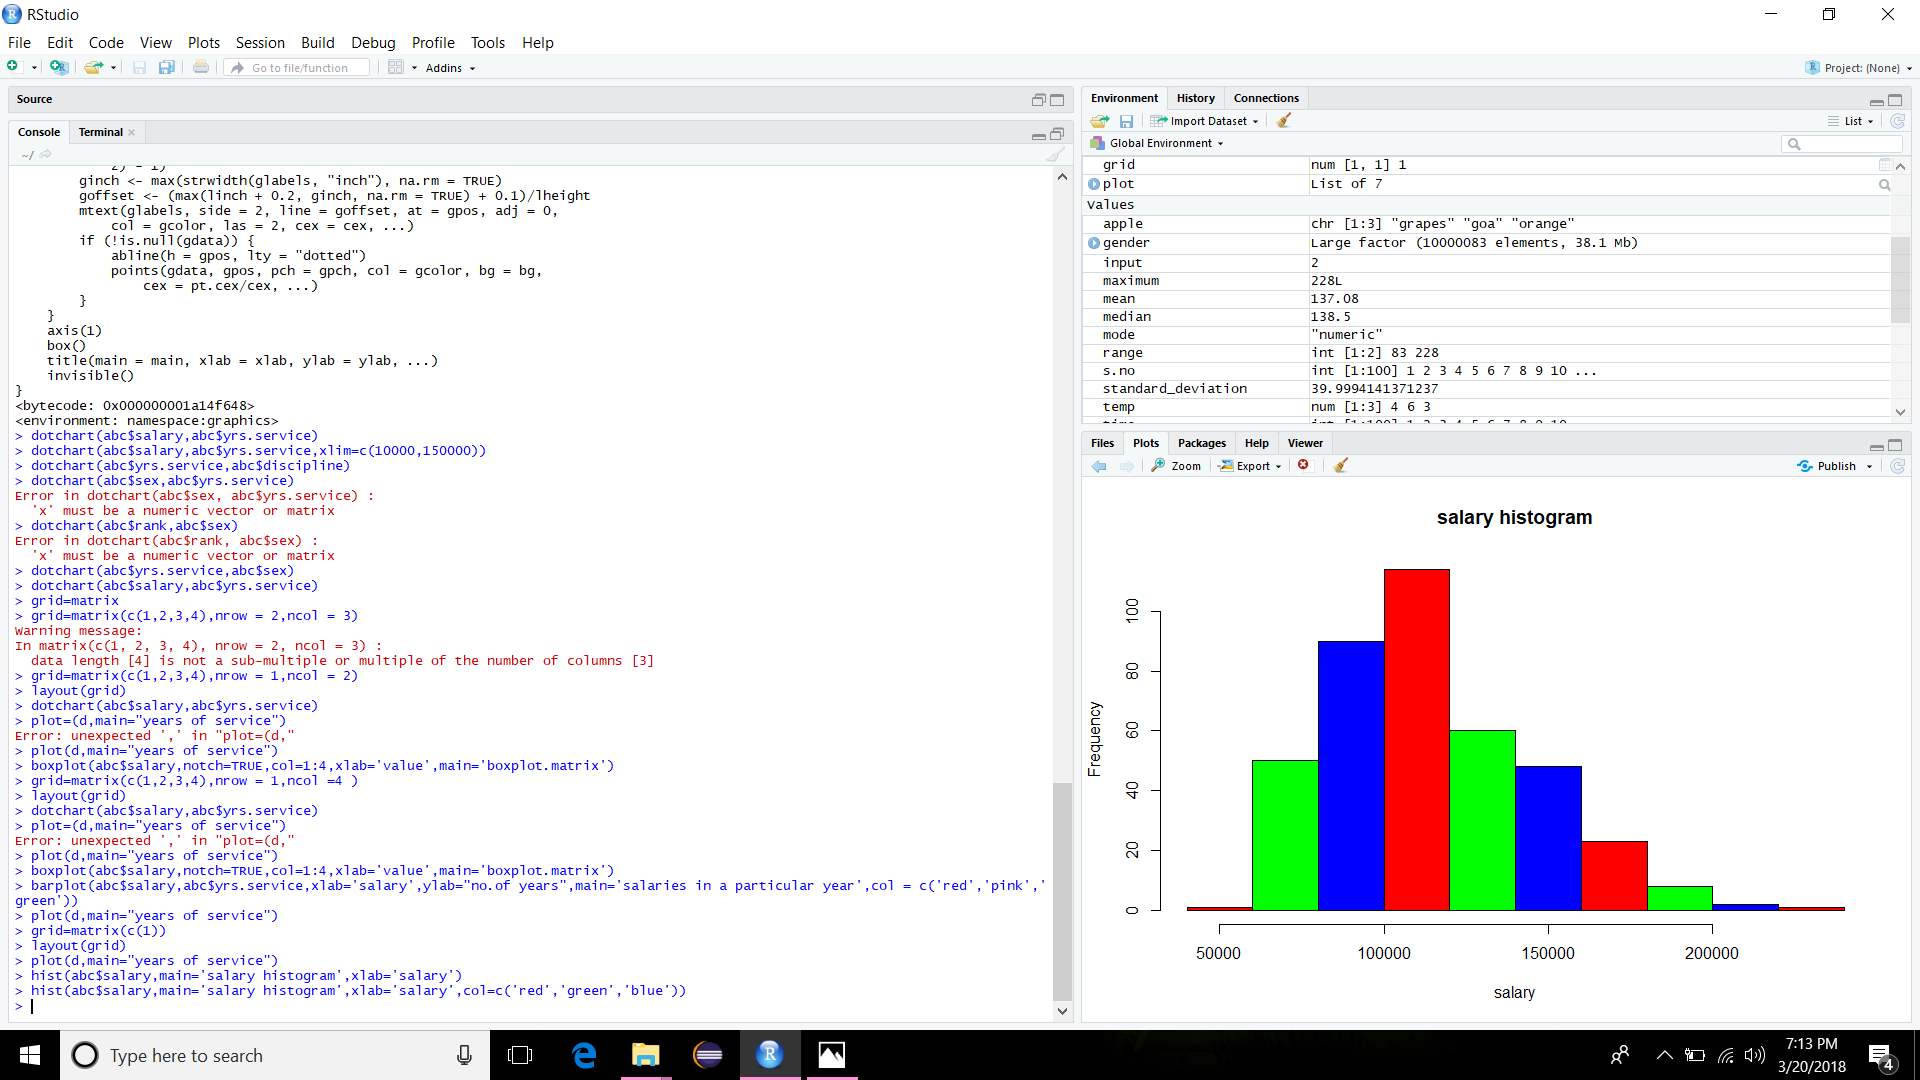 RStudio
File Edit Code View Plots Session Build Debug Profile Tools Help
Go to file/function Addins Project: (None)
Source
Console Terminal
~/
ginch <- max(strwidth(glabels, "inch"), na.rm = TRUE)
goffset <- (max(linch + 0.2, ginch, na.rm = TRUE) + 0.1)/lheight
mtext(glabels, side = 2, line = goffset, at = gpos, adj = 0,
col = gcolor, las = 2, cex = cex, ...)
if (!is.null(gdata)) {
abline(h = gpos, lty = "dotted")
points(gdata, gpos, pch = gpch, col = gcolor, bg = bg,
cex = pt.cex/cex, ...)
}
}
axis(1)
box()
title(main = main, xlab = xlab, ylab = ylab, ...)
invisible()
}
<bytecode: 0x000000001a14f648>
<environment: namespace:graphics>
> dotchart(abc$salary,abc$yrs.service)
> dotchart(abc$salary,abc$yrs.service,xlim=c(10000,150000))
> dotchart(abc$yrs.service,abc$discipline)
> dotchart(abc$sex,abc$yrs.service)
Error in dotchart(abc$sex, abc$yrs.service) :
'x' must be a numeric vector or matrix
> dotchart(abc$rank,abc$sex)
Error in dotchart(abc$rank, abc$sex) :
'x' must be a numeric vector or matrix
> dotchart(abc$yrs.service,abc$sex)
> dotchart(abc$salary,abc$yrs.service)
> grid=matrix
> grid=matrix(c(1,2,3,4),nrow = 2,ncol = 3)
Warning message:
In matrix(c(1, 2, 3, 4), nrow = 2, ncol = 3) :
data length [4] is not a sub-multiple or multiple of the number of columns [3]
> grid=matrix(c(1,2,3,4),nrow = 1,ncol = 2)
> layout(grid)
> dotchart(abc$salary,abc$yrs.service)
> plot=(d,main="years of service")
Error: unexpected ',' in "plot=(d,"
> plot(d,main="years of service")
> boxplot(abc$salary,notch=TRUE,col=1:4,xlab='value',main='boxplot.matrix')
> grid=matrix(c(1,2,3,4),nrow = 1,ncol =4 )
> layout(grid)
> dotchart(abc$salary,abc$yrs.service)
> plot=(d,main="years of service")
Error: unexpected ',' in "plot=(d,"
> plot(d,main="years of service")
> boxplot(abc$salary,notch=TRUE,col=1:4,xlab='value',main='boxplot.matrix')
> barplot(abc$salary,abc$yrs.service,xlab='salary',ylab="no.of years",main='salaries in a particular year',col = c('red','pink','
green'))
> plot(d,main="years of service")
> grid=matrix(c(1))
> layout(grid)
> plot(d,main="years of service")
> hist(abc$salary,main='salary histogram',xlab='salary')
> hist(abc$salary,main='salary histogram',xlab='salary',col=c('red','green','blue'))
>
Environment History Connections
Import Dataset List
Global Environment
grid num [1, 1] 1
plot List of 7
Values
apple chr [1:3] "grapes" "goa" "orange"
gender Large factor (10000083 elements, 38.1 Mb)
input 2
maximum 228L
mean 137.08
median 138.5
mode "numeric"
range int [1:2] 83 228
s.no int [1:100] 1 2 3 4 5 6 7 8 9 10 ...
standard_deviation 39.9994141371237
temp num [1:3] 4 6 3
Files Plots Packages Help Viewer
Zoom Export Publish
salary histogram
Frequency
100
80
60
40
20
0
50000 100000 150000 200000
salary
Type here to search
7:13 PM
3/20/2018
4